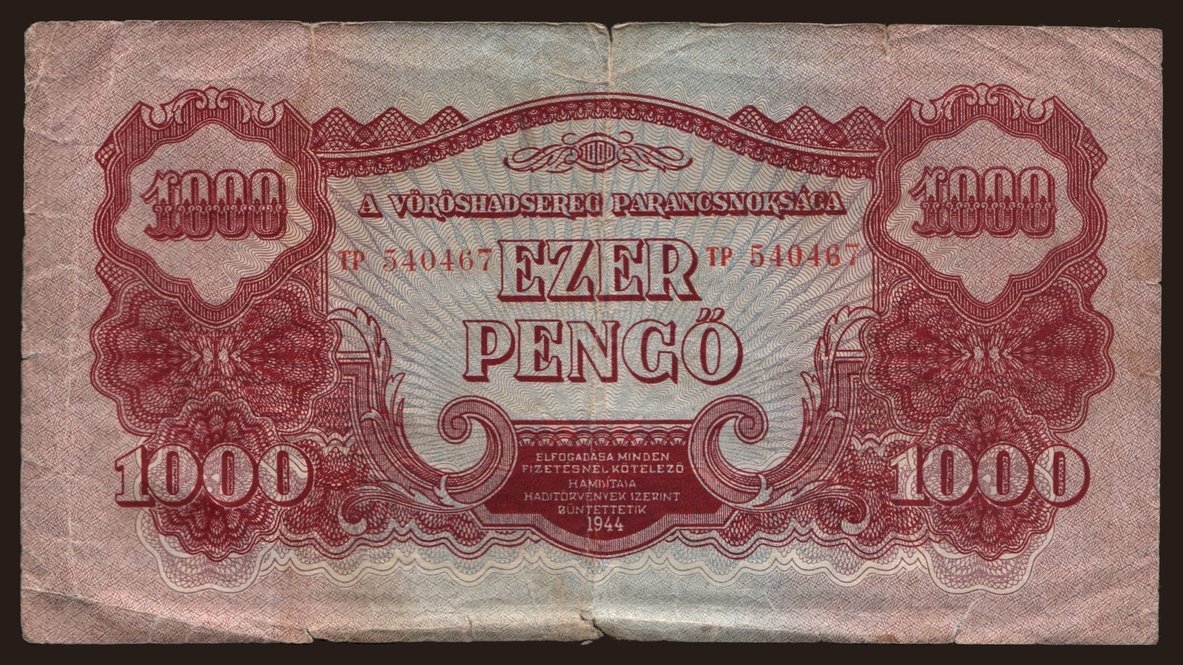 1000
1000
A VÖRÖSHADSEREG PARANCSNOKSÁGA
TP 540467
EZER
TP 540467
PENGŐ
ELFOGADÁSA MINDEN
FIZETÉSNÉL KÖTELEZŐ
HAMISITÁSA
HADITÖRVÉNYEK SZERINT
BÜNTETTETIK
1944
1000
1000